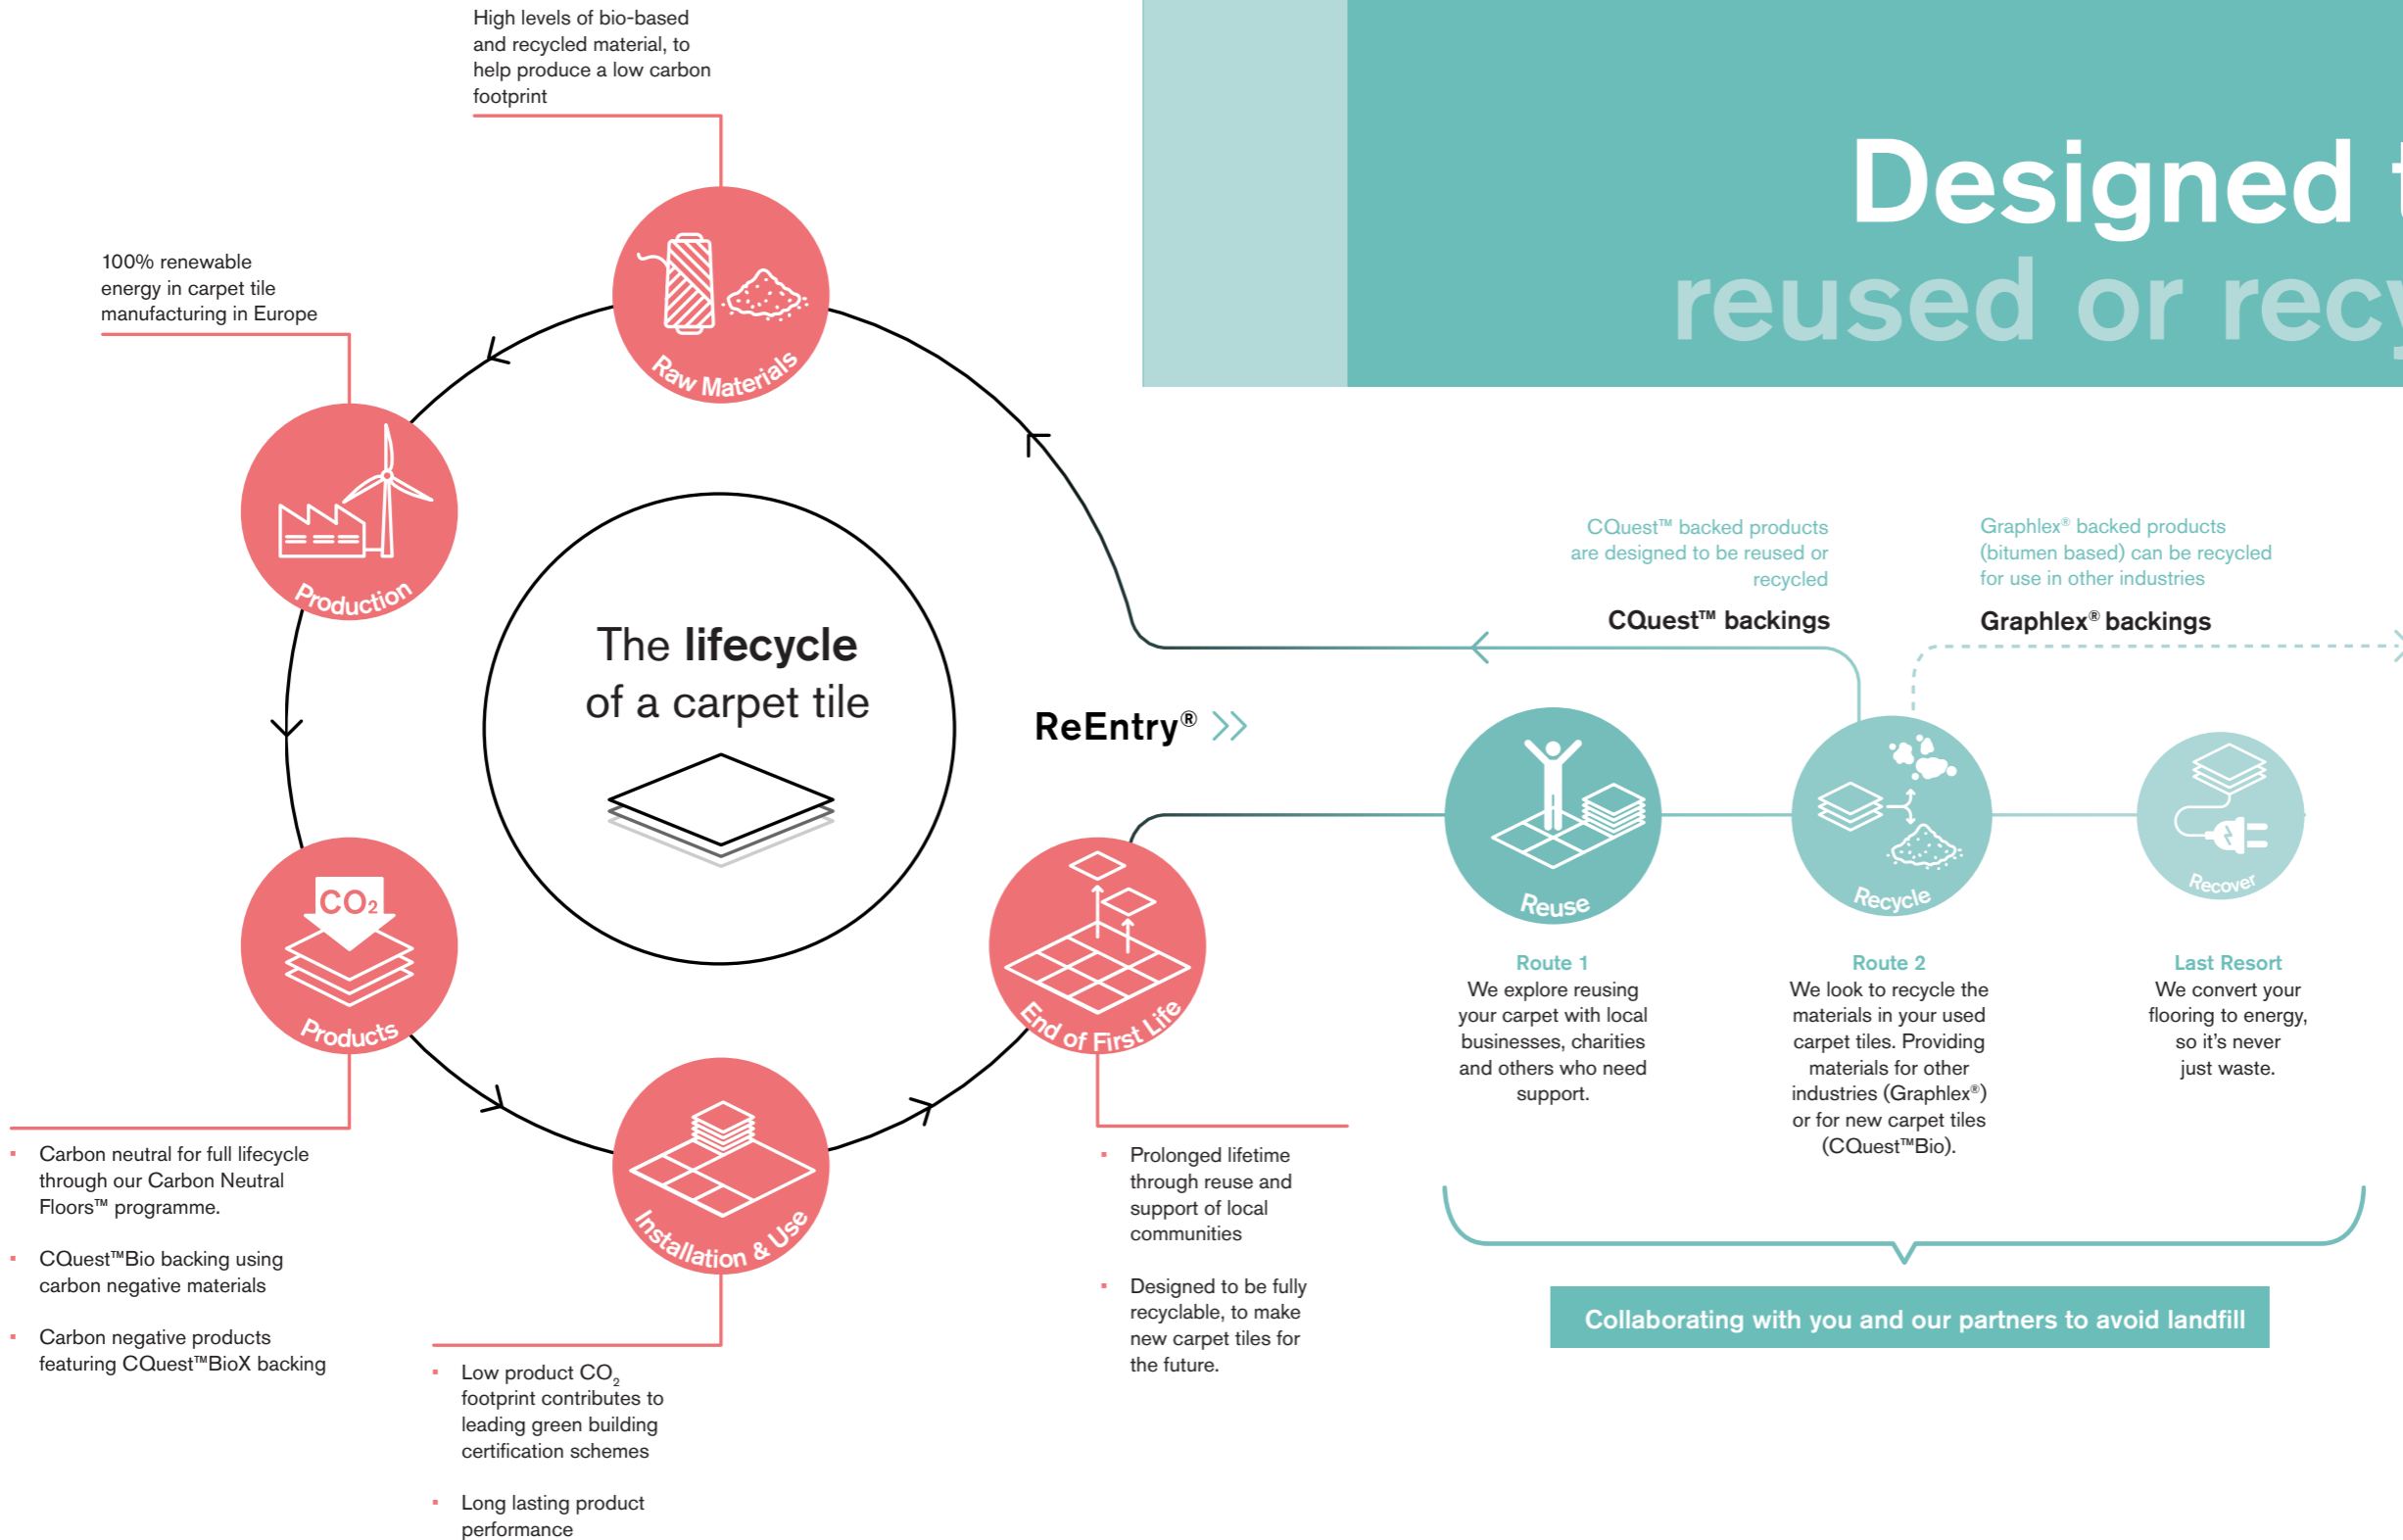 High levels of bio-based
and recycled material, to
help produce a low carbon
footprint
Designed
reused or
100% renewable
energy in carpet tile
manufacturing in Europe
Raw Materials
Production
The lifecycle
of a carpet tile
Products
CO₂
Carbon neutral for full lifecycle
through our Carbon Neutral
Floors™ programme.
CQuest™Bio backing using
carbon negative materials
Carbon negative products
featuring CQuest™BioX backing
Installation & Use
Low product CO₂
footprint contributes to
leading green building
certification schemes
Long lasting product
performance
End of First Life
Prolonged lifetime
through reuse and
support of local
communities
Designed to be fully
recyclable, to make
new carpet tiles for
the future.
ReEntry®
CQuest™ backed products
are designed to be reused or
recycled
CQuest™ backings
Graphlex® backed products
(bitumen based) can be recycled
for use in other industries
Graphlex® backings
Reuse
Route 1
We explore reusing
your carpet with local
businesses, charities
and others who need
support.
Recycle
Route 2
We look to recycle the
materials in your used
carpet tiles. Providing
materials for other
industries (Graphlex®)
or for new carpet tiles
(CQuest™Bio).
Recover
Last Resort
We convert your
flooring to energy,
so it's never
just waste.
Collaborating with you and our partners to avoid landfill